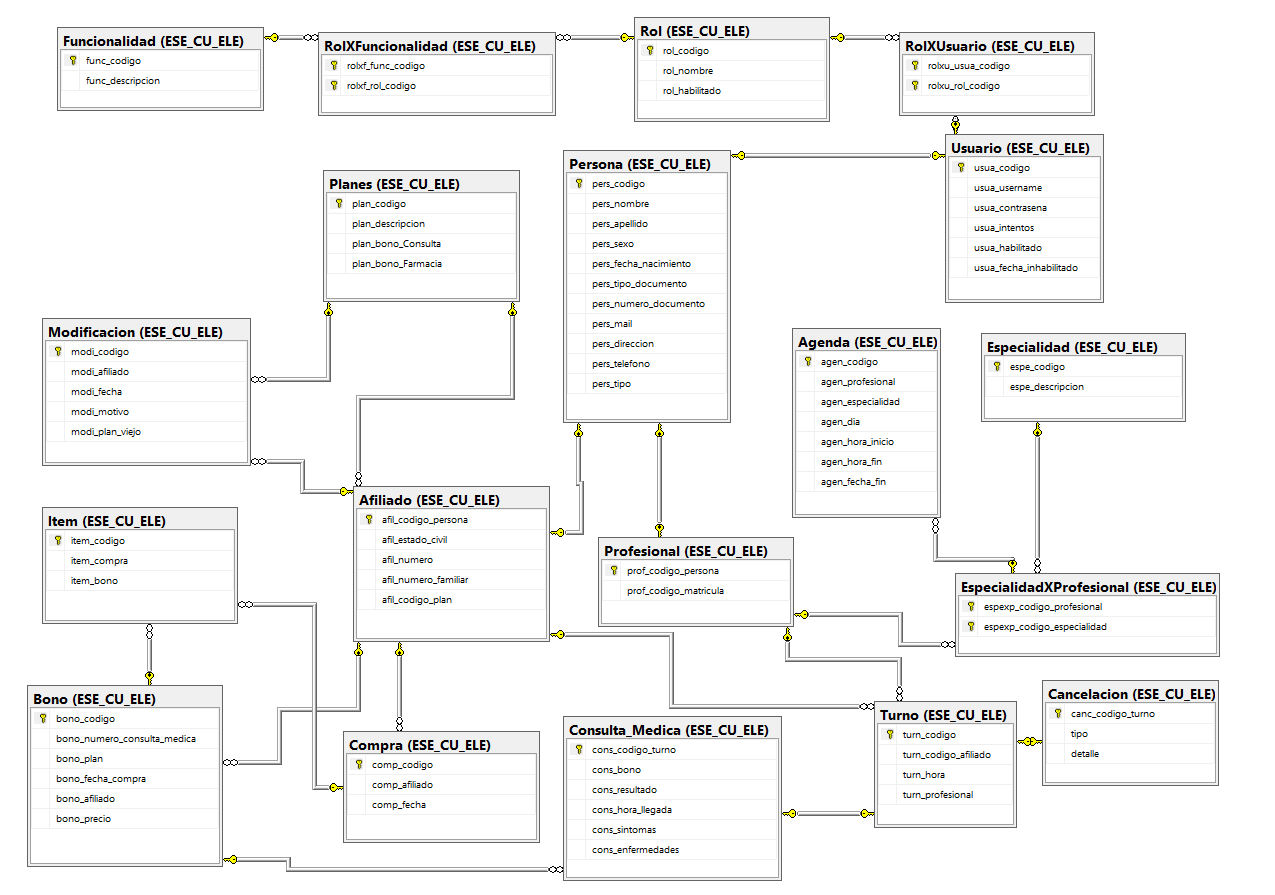 Funcionalidad (ESE_CU_ELE)
func_codigo
func_descripcion
RolXFuncionalidad (ESE_CU_ELE)
rolxf_func_codigo
rolxf_rol_codigo
Rol (ESE_CU_ELE)
rol_codigo
rol_nombre
rol_habilitado
RolXUsuario (ESE_CU_ELE)
rolxu_usua_codigo
rolxu_rol_codigo
Usuario (ESE_CU_ELE)
usua_codigo
usua_username
usua_contrasena
usua_intentos
usua_habilitado
usua_fecha_inhabilitado
Persona (ESE_CU_ELE)
pers_codigo
pers_nombre
pers_apellido
pers_sexo
pers_fecha_nacimiento
pers_tipo_documento
pers_numero_documento
pers_mail
pers_direccion
pers_telefono
pers_tipo
Planes (ESE_CU_ELE)
plan_codigo
plan_descripcion
plan_bono_Consulta
plan_bono_Farmacia
Modificacion (ESE_CU_ELE)
modi_codigo
modi_afiliado
modi_fecha
modi_motivo
modi_plan_viejo
Agenda (ESE_CU_ELE)
agen_codigo
agen_profesional
agen_especialidad
agen_dia
agen_hora_inicio
agen_hora_fin
agen_fecha_fin
Especialidad (ESE_CU_ELE)
espe_codigo
espe_descripcion
Afiliado (ESE_CU_ELE)
afil_codigo_persona
afil_estado_civil
afil_numero
afil_numero_familiar
afil_codigo_plan
Item (ESE_CU_ELE)
item_codigo
item_compra
item_bono
Profesional (ESE_CU_ELE)
prof_codigo_persona
prof_codigo_matricula
EspecialidadXProfesional (ESE_CU_ELE)
espexp_codigo_profesional
espexp_codigo_especialidad
Bono (ESE_CU_ELE)
bono_codigo
bono_numero_consulta_medica
bono_plan
bono_fecha_compra
bono_afiliado
bono_precio
Compra (ESE_CU_ELE)
comp_codigo
comp_afiliado
comp_fecha
Consulta_Medica (ESE_CU_ELE)
cons_codigo_turno
cons_bono
cons_resultado
cons_hora_llegada
cons_sintomas
cons_enfermedades
Turno (ESE_CU_ELE)
turn_codigo
turn_codigo_afiliado
turn_hora
turn_profesional
Cancelacion (ESE_CU_ELE)
canc_codigo_turno
tipo
detalle